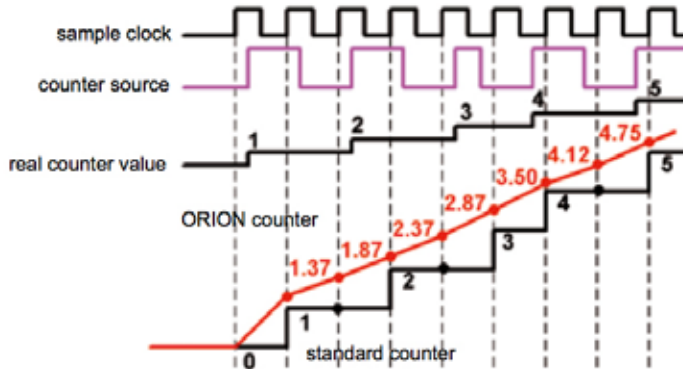 sample clock
counter source
1 2 3 4 5
real counter value
ORION counter
1.37 1.87 2.37 2.87 3.50 4.12 4.75
0 1 2 3 4 5
standard counter